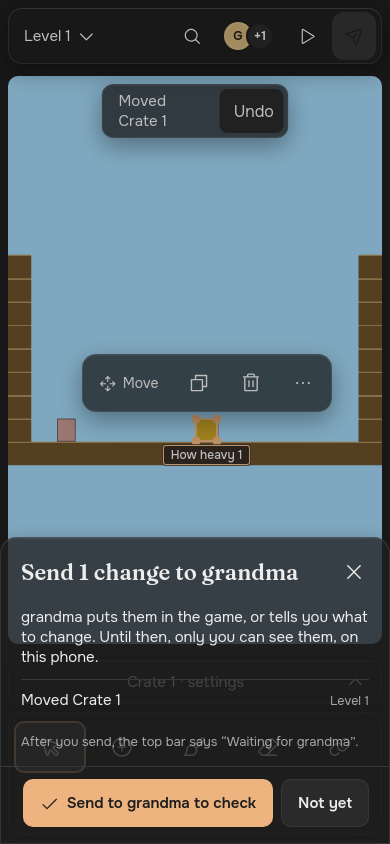 Level 1
G
+1
Moved
Crate 1
Undo
Move
How heavy 1
Send 1 change to grandma
grandma puts them in the game, or tells you what
to change. Until then, only you can see them, on
this phone.
Crate 1 · settings
Moved Crate 1
Level 1
After you send, the top bar says “Waiting for grandma”.
Send to grandma to check
Not yet